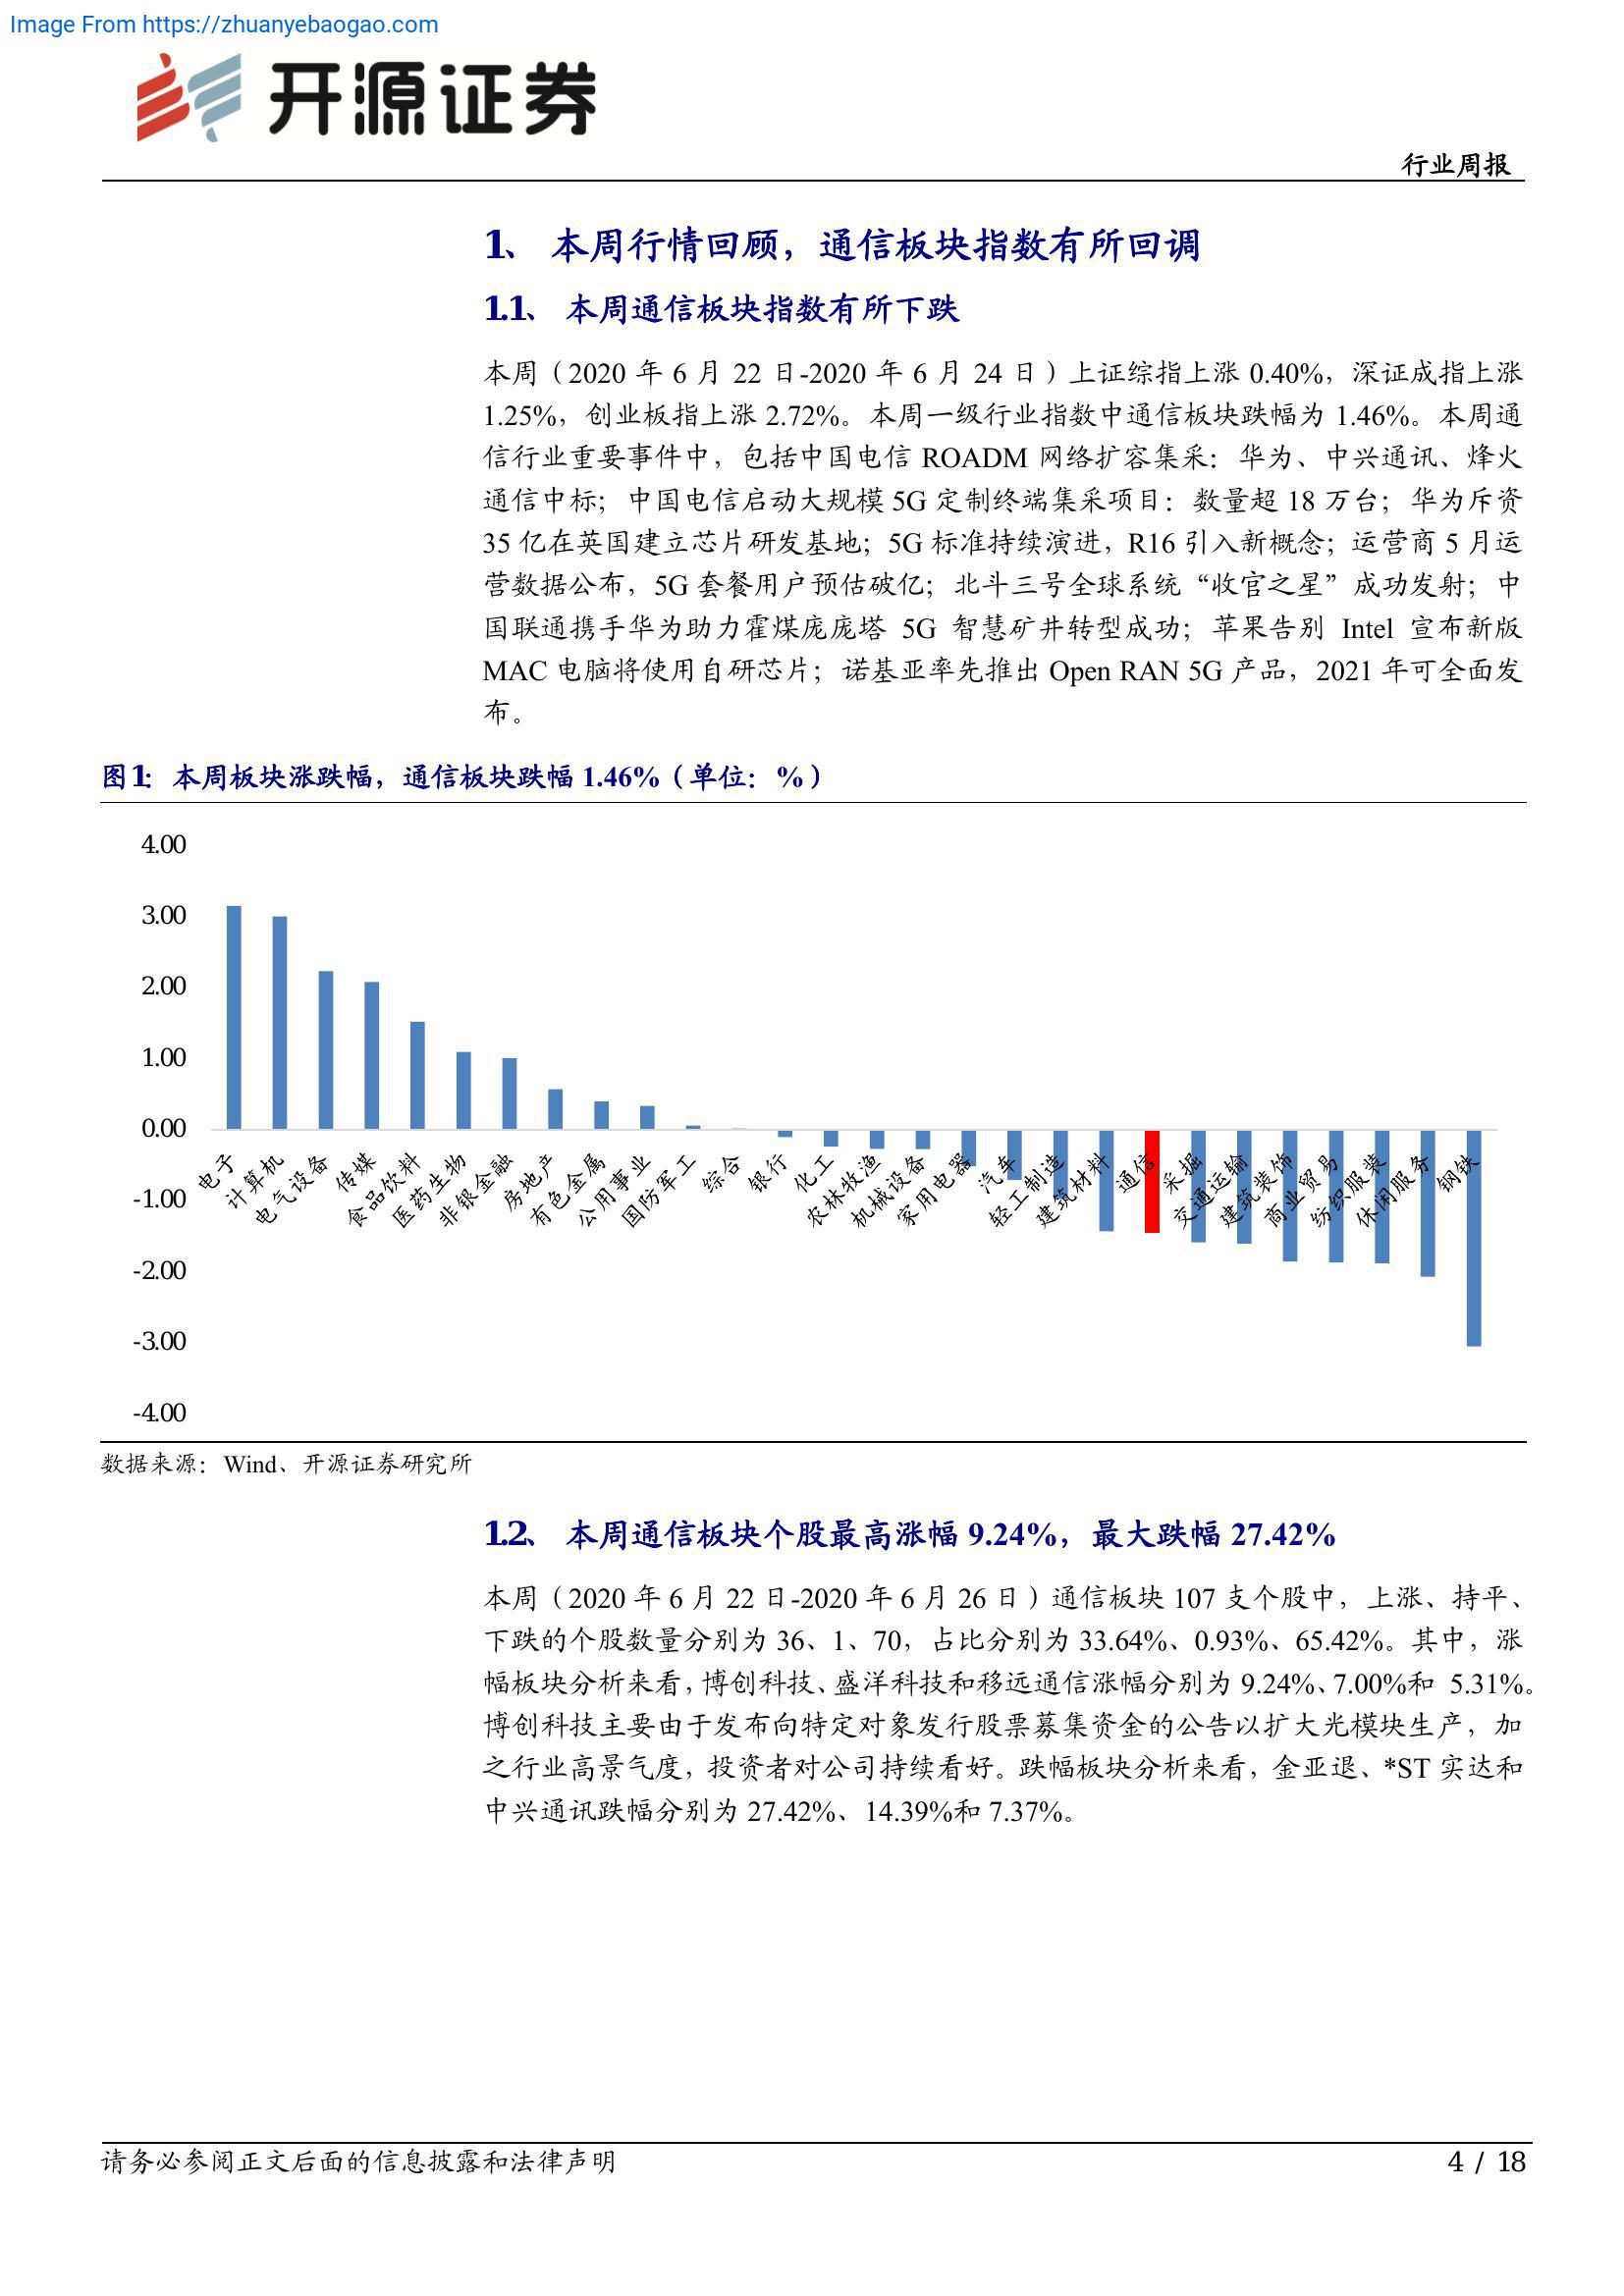 Image From https://zhuanyebaogao.com
开源证券
行业周报
1、 本周行情回顾，通信板块指数有所回调
1.1、 本周通信板块指数有所下跌
本周（2020 年 6 月 22 日-2020 年 6 月 24 日）上证综指上涨 0.40%，深证成指上涨
1.25%，创业板指上涨 2.72%。本周一级行业指数中通信板块跌幅为 1.46%。本周通
信行业重要事件中，包括中国电信 ROADM 网络扩容集采：华为、中兴通讯、烽火
通信中标；中国电信启动大规模 5G 定制终端集采项目：数量超 18 万台；华为斥资
35 亿在英国建立芯片研发基地；5G 标准持续演进，R16 引入新概念；运营商 5 月运
营数据公布，5G 套餐用户预估破亿；北斗三号全球系统“收官之星”成功发射；中
国联通携手华为助力霍煤庞庞塔 5G 智慧矿井转型成功；苹果告别 Intel 宣布新版
MAC 电脑将使用自研芯片；诺基亚率先推出 Open RAN 5G 产品，2021 年可全面发
布。
图1：本周板块涨跌幅，通信板块跌幅 1.46%（单位：%）
4.00
3.00
2.00
1.00
0.00
-1.00
-2.00
-3.00
-4.00
电子
计算机
电气设备
传媒
食品饮料
医药生物
非银金融
房地产
有色金属
公用事业
国防军工
综合
银行
化工
农林牧渔
机械设备
家用电器
汽车
轻工制造
建筑材料
通信
采掘
交通运输
建筑装饰
商业贸易
纺织服装
休闲服务
钢铁
数据来源：Wind、开源证券研究所
1.2、 本周通信板块个股最高涨幅 9.24%，最大跌幅 27.42%
本周（2020 年 6 月 22 日-2020 年 6 月 26 日）通信板块 107 支个股中，上涨、持平、
下跌的个股数量分别为 36、1、70，占比分别为 33.64%、0.93%、65.42%。其中，涨
幅板块分析来看，博创科技、盛洋科技和移远通信涨幅分别为 9.24%、7.00%和 5.31%。
博创科技主要由于发布向特定对象发行股票募集资金的公告以扩大光模块生产，加
之行业高景气度，投资者对公司持续看好。跌幅板块分析来看，金亚退、*ST 实达和
中兴通讯跌幅分别为 27.42%、14.39%和 7.37%。
请务必参阅正文后面的信息披露和法律声明
4 / 18